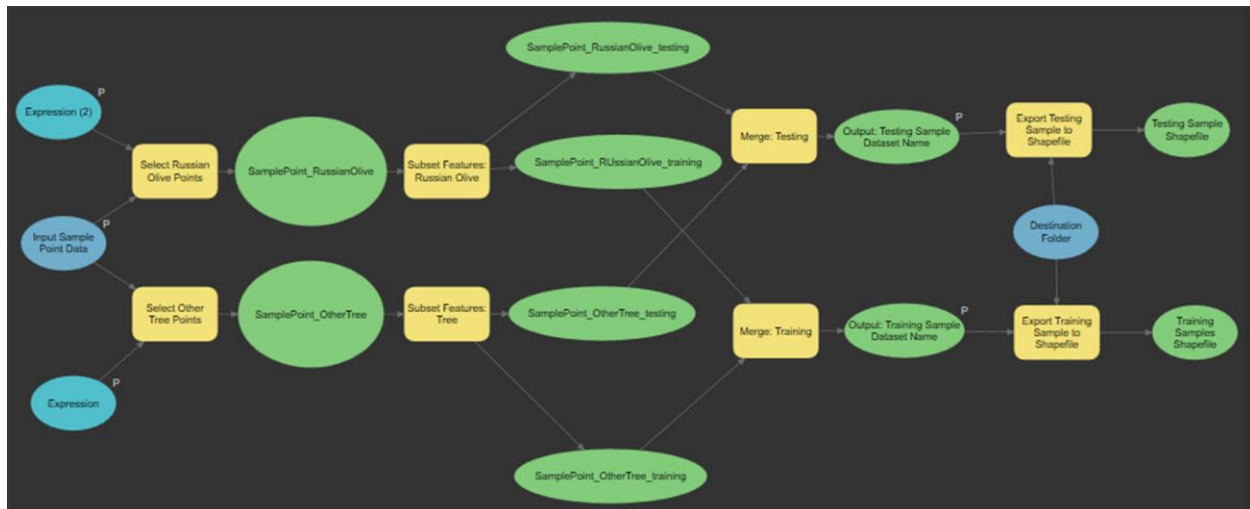 SamplePoint_RussianOlive_testing
P
Expression (2)
Merge: Testing
P
Output: Testing Sample
Dataset Name
Export Testing
Sample to
Shapefile
Testing Sample
Shapefile
Select Russian
Olive Points
SamplePoint_RussianOlive
Subset Features:
Russian Olive
SamplePoint_RUssianOlive_training
P
Input Sample
Point Data
Destination
Folder
Select Other
Tree Points
SamplePoint_OtherTree
Subset Features:
Tree
SamplePoint_OtherTree_testing
Merge: Training
P
Output: Training Sample
Dataset Name
Export Training
Sample to
Shapefile
Training
Samples
Shapefile
P
Expression
SamplePoint_OtherTree_training